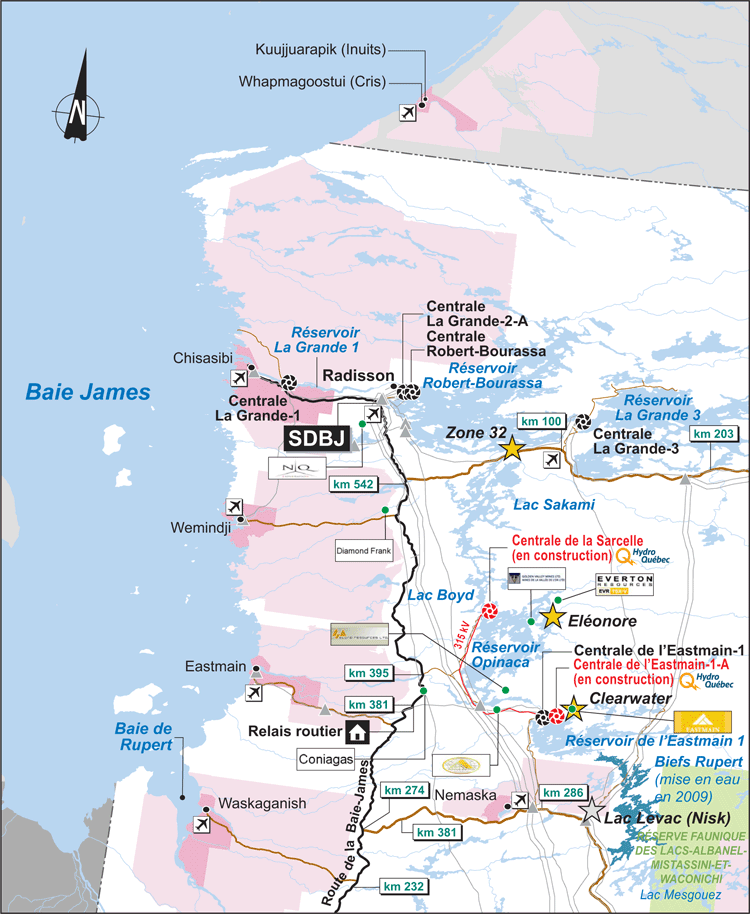 Kuujjuarapik (Inuits)
Whapmagoostui (Cris)
N
Centrale
La Grande-2-A
Centrale
Robert-Bourassa
Réservoir
La Grande 1
Réservoir
Robert-Bourassa
Chisasibi
Radisson
Baie James
Centrale
La Grande-1
Réservoir
La Grande 3
SDBJ
Zone 32
km 100
Centrale
La Grande-3
km 203
km 542
Lac Sakami
Wemindji
Diamond Frank
Centrale de la Sarcelle
(en construction)
Hydro
Québec
EVERTON
RESOURCES
Lac Boyd
Eléonore
315 kV
Réservoir
Opinaca
Centrale de l'Eastmain-1
Centrale de l'Eastmain-1-A
(en construction)
Hydro
Québec
Eastmain
km 395
Clearwater
km 381
EASTMAIN
Baie de
Rupert
Relais routier
Coniagas
Réservoir de l'Eastmain 1
Biefs Rupert
(mise en eau
en 2009)
Waskaganish
Route de la Baie-James
km 274
Nemaska
km 286
Lac Levac (Nisk)
km 381
RÉSERVE FAUNIQUE
DES LACS-ALBANEL-
MISTASSINI-ET-
WACONICHI
km 232
Lac Mesgouez